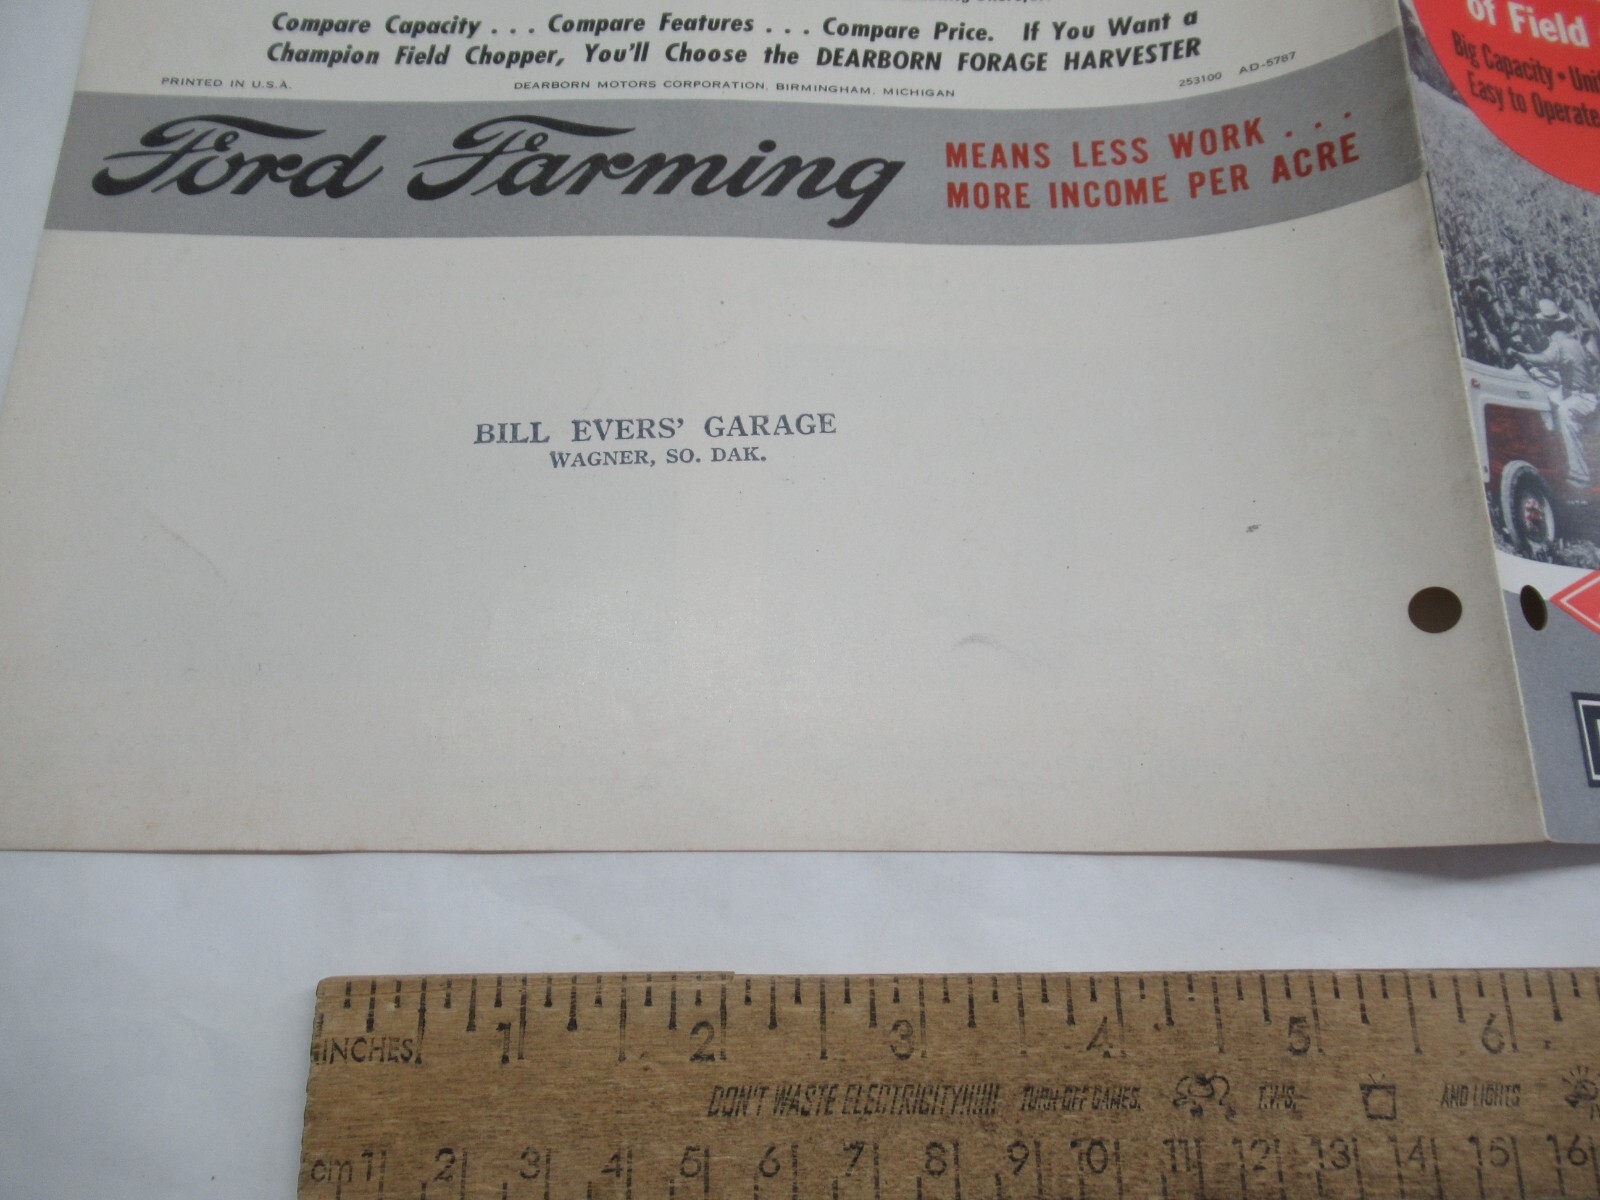 Compare Capacity . . . Compare Features . . . Compare Price. If You Want a
Champion Field Chopper, You'll Choose the DEARBORN FORAGE HARVESTER
PRINTED IN U.S.A.
DEARBORN MOTORS CORPORATION, BIRMINGHAM, MICHIGAN
253100 AD-5787
Ford Farming
MEANS LESS WORK . . .
MORE INCOME PER ACRE
BILL EVERS' GARAGE
WAGNER, SO. DAK.
of Field
Big Capacity •
Easy to Operate
INCHES 1 2 3 4 5 6
DON'T WASTE ELECTRICITY!!!!! TURN OFF GAMES, T.V.'S, AND LIGHTS
cm 1 2 3 4 5 6 7 8 9 10 11 12 13 14 15 16